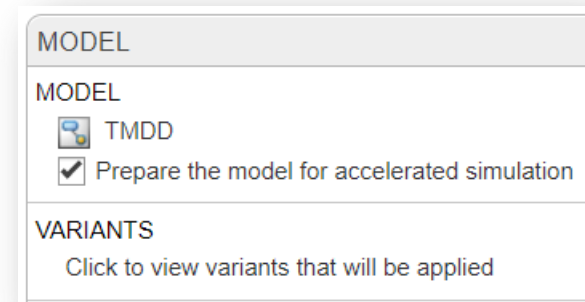 MODEL
MODEL
TMDD
Prepare the model for accelerated simulation
VARIANTS
Click to view variants that will be applied